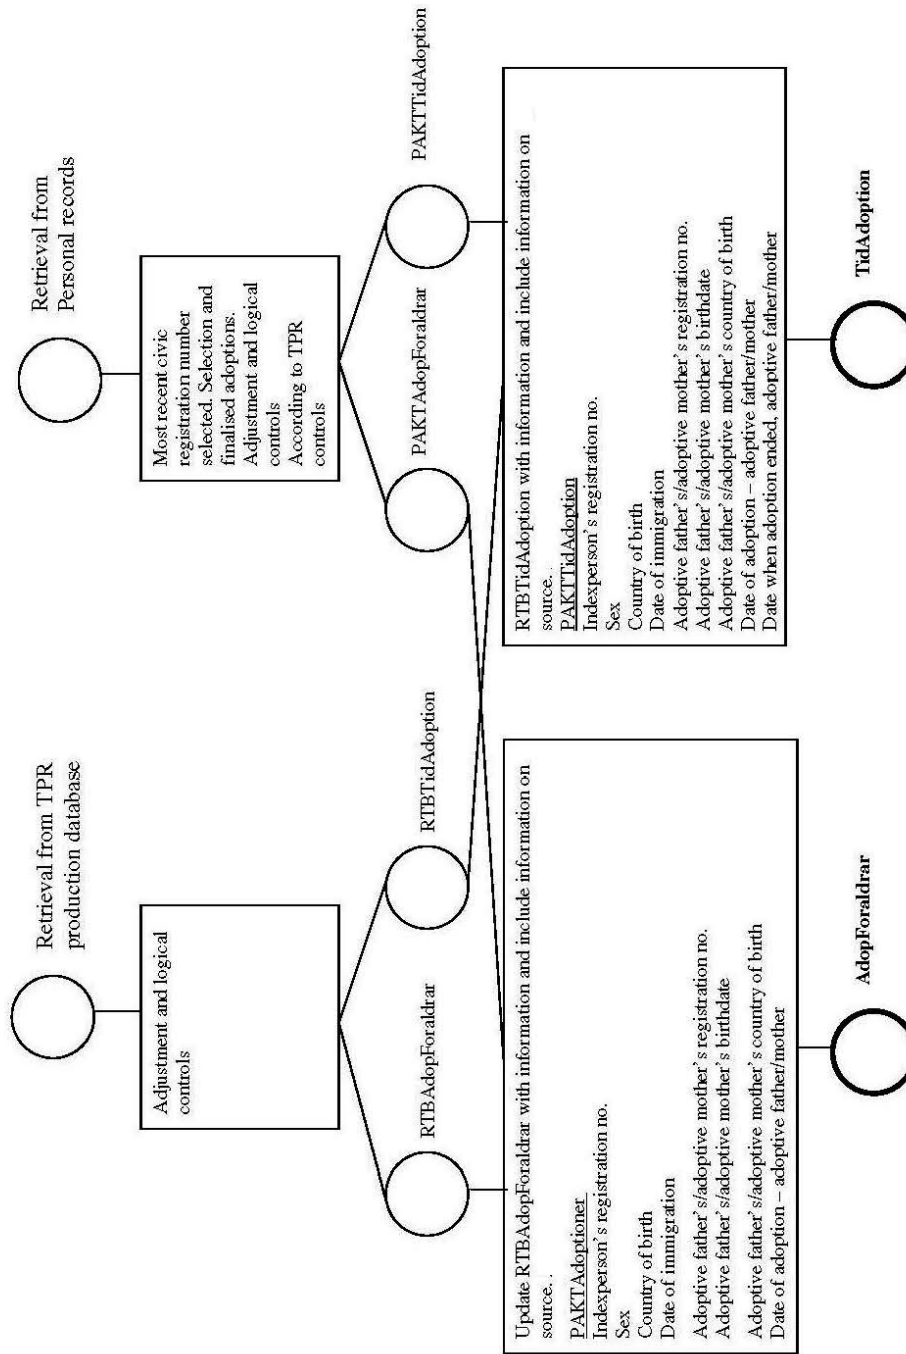 Retrieval from TPR
production database
Retrieval from
Personal records
Adjustment and logical
controls
Most recent civic
registration number
selected. Selection and
finalised adoptions.
Adjustment and logical
controls
According to TPR
controls
RTBAdopForaldrar
RTBTidAdoption
PAKTAdopForaldrar
PAKTTidAdoption
Update RTBAdopForaldrar with information and include information on
source. .
PAKTAdoptioner
Indexperson’s registration no.
Sex
Country of birth
Date of immigration
Adoptive father’s/adoptive mother’s registration no.
Adoptive father’s/adoptive mother’s birthdate
Adoptive father’s/adoptive mother’s country of birth
Date of adoption – adoptive father/mother
RTBTidAdoption with information and include information on
source. .
PAKTTidAdoption
Indexperson’s registration no.
Sex
Country of birth
Date of immigration
Adoptive father’s/adoptive mother’s registration no.
Adoptive father’s/adoptive mother’s birthdate
Adoptive father’s/adoptive mother’s country of birth
Date of adoption – adoptive father/mother
Date when adoption ended, adoptive father/mother
AdopForaldrar
TidAdoption